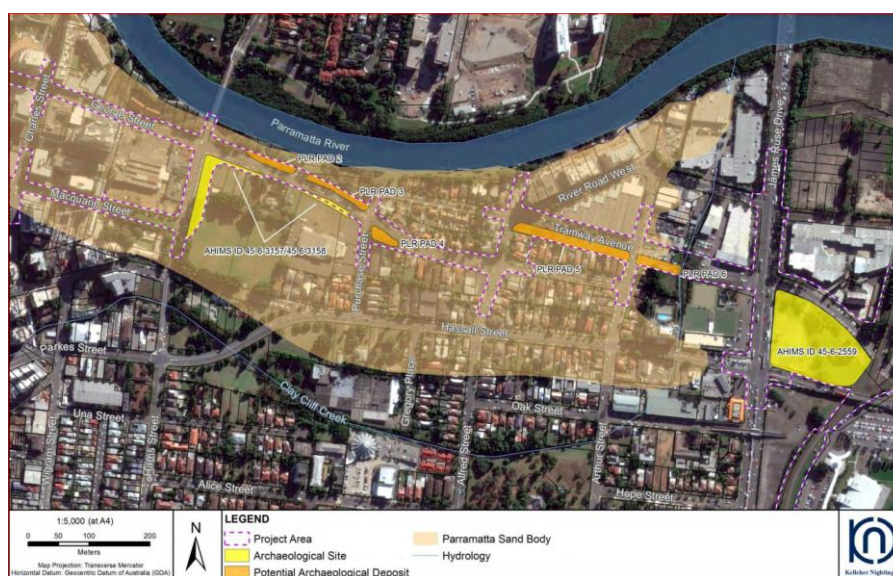 Charles Street
George Street
Macquarie Street
Parramatta River
PLR PAD 2
PLR PAD 3
PLR PAD 4
PLR PAD 5
PLR PAD 6
AHIMS ID 45-6-3157/45-6-3158
Purchase Street
River Road West
Tramway Avenue
James Ruse Drive
Hassall Street
AHIMS ID 45-6-2559
Parkes Street
Clay Cliff Creek
Gregory Place
Una Street
Oak Street
Alfred Street
Arthur Street
Alice Street
Hope Street
1:5,000 (at A4)
0 50 100 200
Meters
Map Projection: Transverse Mercator
Horizontal Datum: Geocentric Datum of Australia (GDA)
N
LEGEND
Project Area
Archaeological Site
Potential Archaeological Deposit
Parramatta Sand Body
Hydrology
Kelleher Nighting